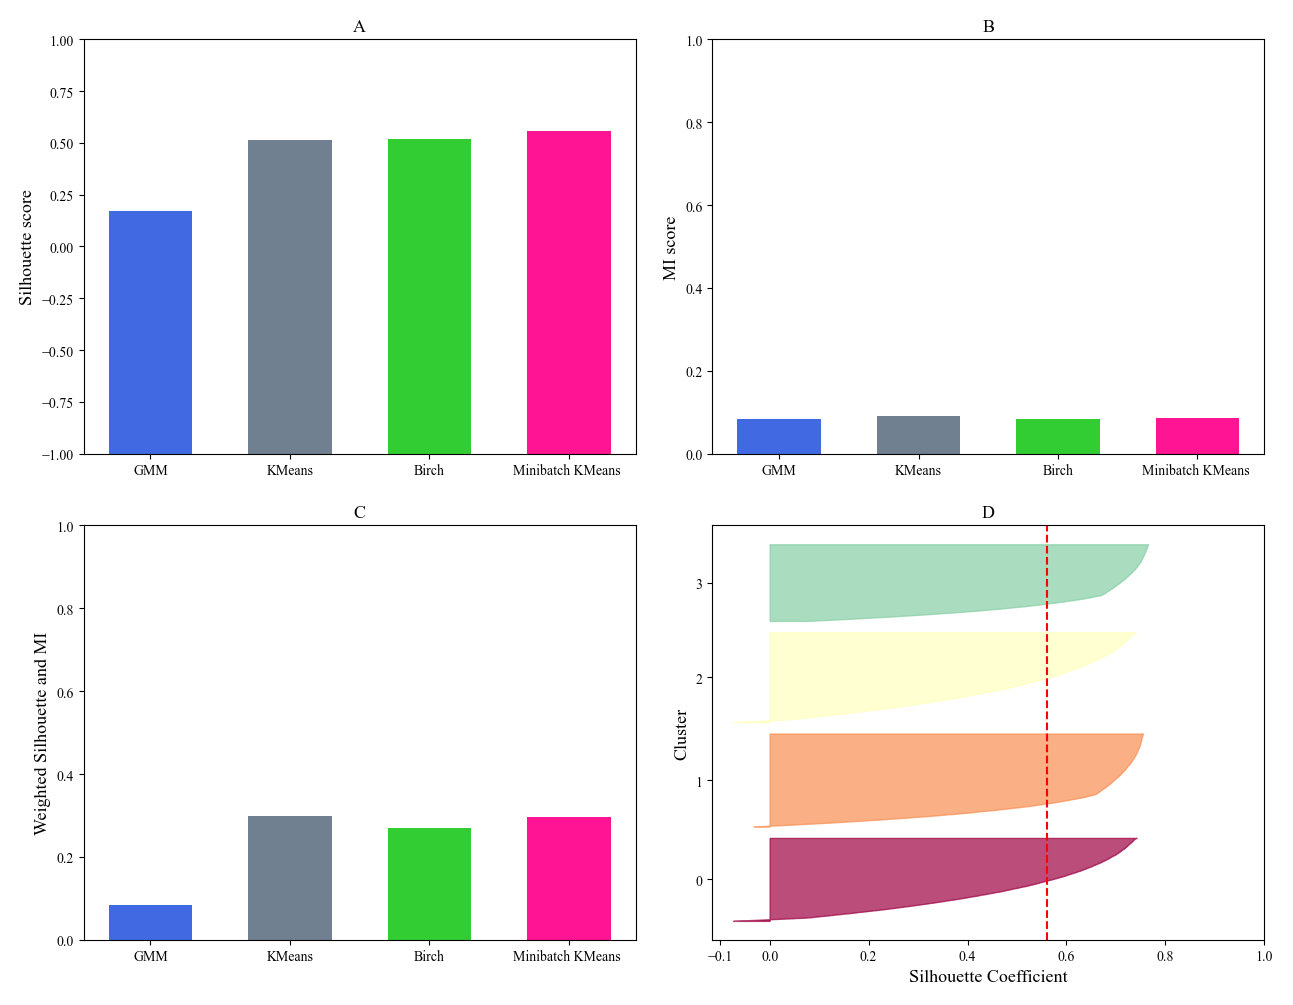 A
Silhouette score
1.00
0.75
0.50
0.25
0.00
−0.25
−0.50
−0.75
−1.00
GMM
KMeans
Birch
Minibatch KMeans
B
MI score
1.0
0.8
0.6
0.4
0.2
0.0
GMM
KMeans
Birch
Minibatch KMeans
C
Weighted Silhouette and MI
1.0
0.8
0.6
0.4
0.2
0.0
GMM
KMeans
Birch
Minibatch KMeans
D
Cluster
3
2
1
0
−0.1 0.0 0.2 0.4 0.6 0.8 1.0
Silhouette Coefficient